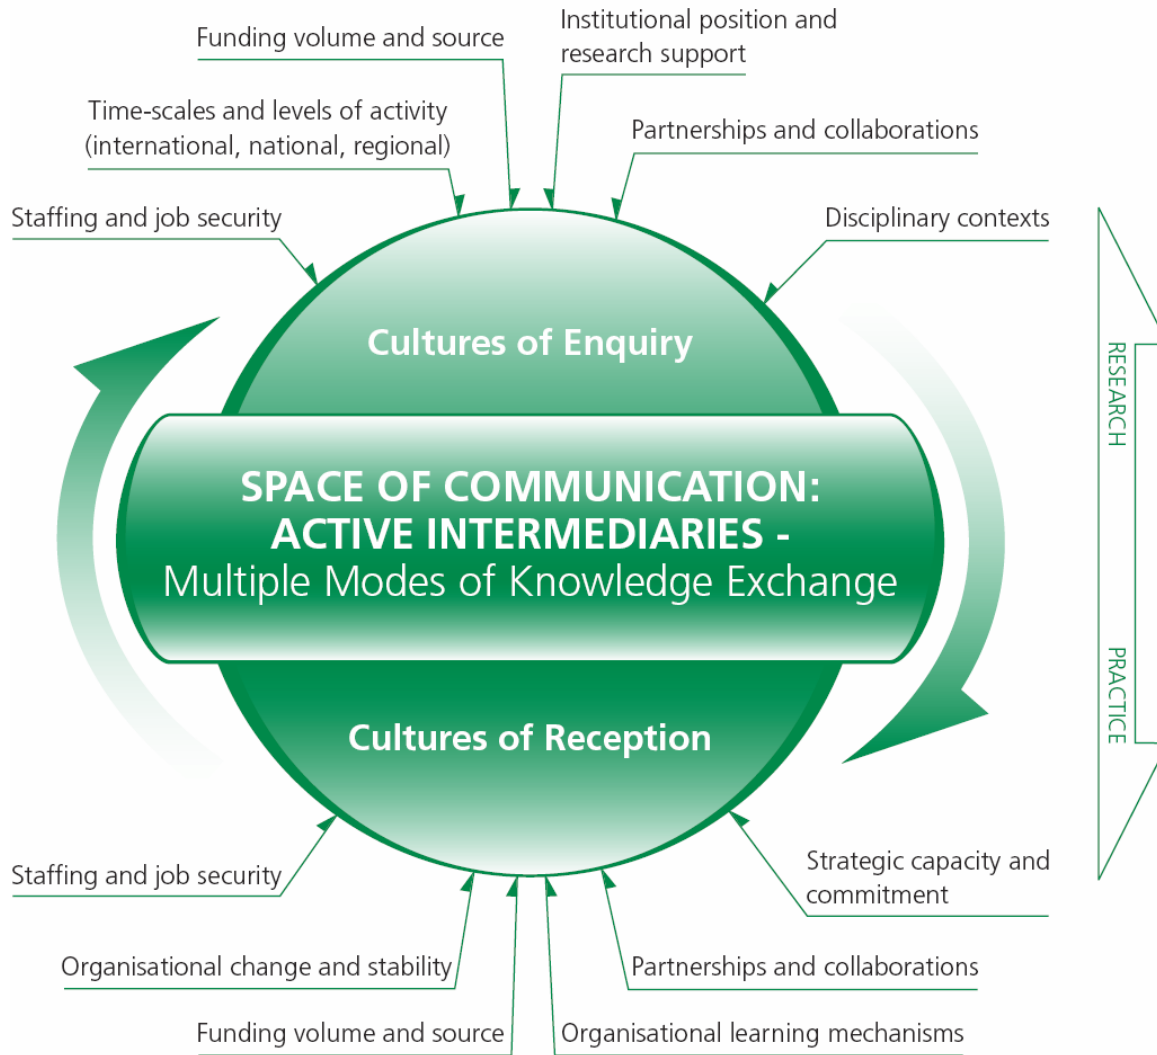 Funding volume and source
Institutional position and
research support
Time-scales and levels of activity
(international, national, regional)
Partnerships and collaborations
Staffing and job security
Disciplinary contexts
Cultures of Enquiry
RESEARCH
SPACE OF COMMUNICATION:
ACTIVE INTERMEDIARIES -
Multiple Modes of Knowledge Exchange
PRACTICE
Cultures of Reception
Staffing and job security
Strategic capacity and
commitment
Organisational change and stability
Partnerships and collaborations
Funding volume and source
Organisational learning mechanisms